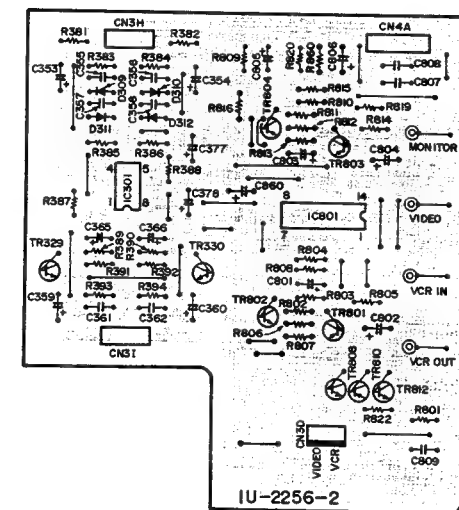 R381
CN3H
R382
CN4A
C353
C355
R383
C356
R384
D310
C354
R809
C805
R820
R860
C806
C808
C807
D309
C357
C358
R816
TR804
R815
R810
R819
D311
D312
R811
R812
R814
MONITOR
R385
R386
C377
R813
C803
TR803
C804
4
5
R388
IC301
R387
1
8
C378
C860
8
14
VIDEO
IC801
7
1
C365
R389
R390
C366
TR329
TR330
R804
R391
R392
R808
VCR IN
C801
C359
R393
R394
C360
TR802
R802
R803
R805
C361
C362
TR801
C802
R806
CN3I
R807
VCR OUT
TR808
TR810
TR812
R822
R801
CN3D
VIDEO
VCR
C809
1U-2256-2